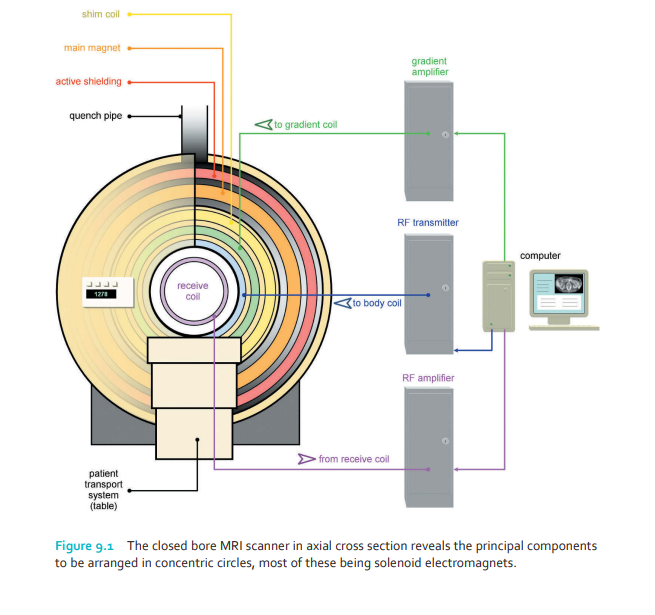 shim coil
main magnet
active shielding
quench pipe
gradient
amplifier
to gradient coil
RF transmitter
computer
receive
coil
1278
to body coil
RF amplifier
from receive coil
patient
transport
system
(table)
Figure 9.1 The closed bore MRI scanner in axial cross section reveals the principal components
to be arranged in concentric circles, most of these being solenoid electromagnets.